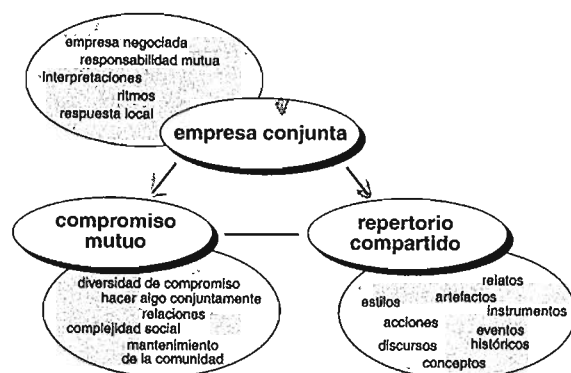 empresa negociada
responsabilidad mutua
interpretaciones
ritmos
respuesta local
empresa conjunta
compromiso
mutuo
diversidad de compromiso
hacer algo conjuntamente
relaciones
complejidad social
mantenimiento
de la comunidad
repertorio
compartido
relatos
estilos
artefactos
instrumentos
acciones
eventos
históricos
discursos
conceptos